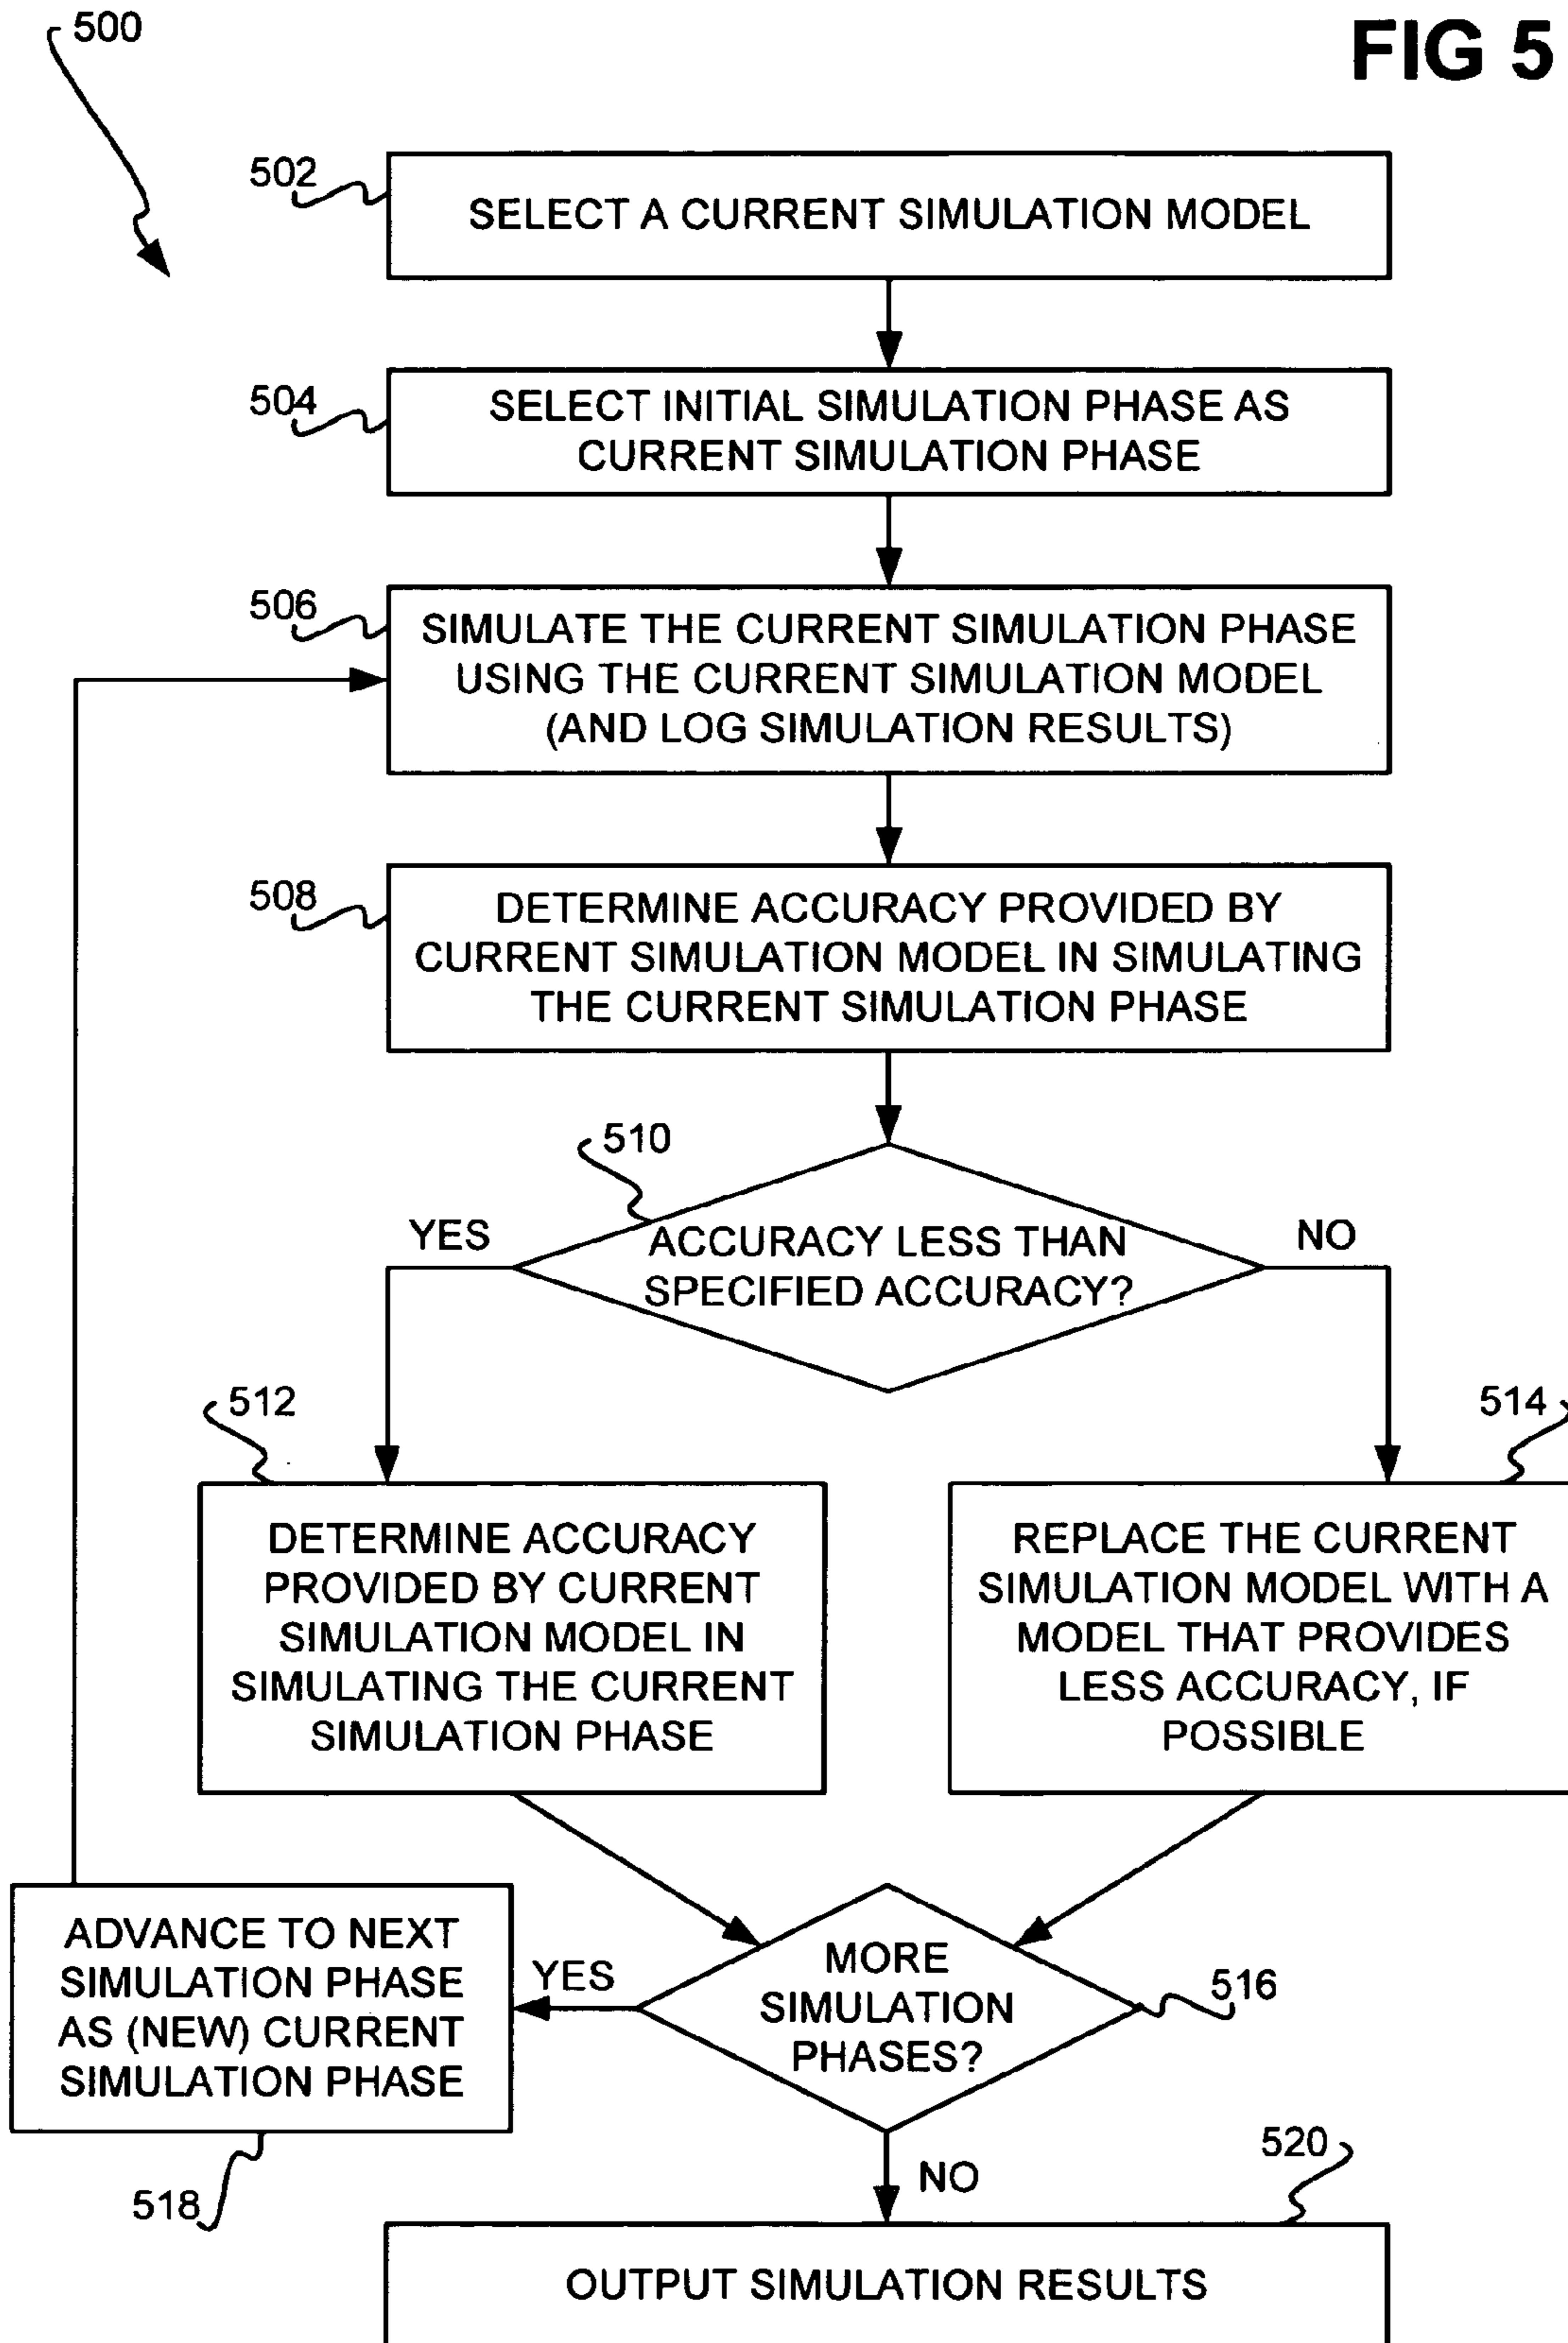 500
FIG 5
502
SELECT A CURRENT SIMULATION MODEL
504
SELECT INITIAL SIMULATION PHASE AS
CURRENT SIMULATION PHASE
506
SIMULATE THE CURRENT SIMULATION PHASE
USING THE CURRENT SIMULATION MODEL
(AND LOG SIMULATION RESULTS)
508
DETERMINE ACCURACY PROVIDED BY
CURRENT SIMULATION MODEL IN SIMULATING
THE CURRENT SIMULATION PHASE
510
YES
ACCURACY LESS THAN
SPECIFIED ACCURACY?
NO
512
DETERMINE ACCURACY
PROVIDED BY CURRENT
SIMULATION MODEL IN
SIMULATING THE CURRENT
SIMULATION PHASE
514
REPLACE THE CURRENT
SIMULATION MODEL WITH A
MODEL THAT PROVIDES
LESS ACCURACY, IF
POSSIBLE
ADVANCE TO NEXT
SIMULATION PHASE
AS (NEW) CURRENT
SIMULATION PHASE
518
YES
MORE
SIMULATION
PHASES?
516
NO
520
OUTPUT SIMULATION RESULTS